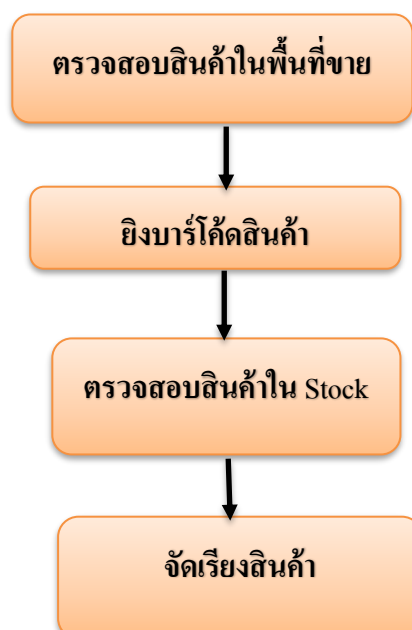 ตรวจสอบสินค้าในพื้นที่ขาย
ยิงบาร์โค้ดสินค้า
ตรวจสอบสินค้าใน Stock
จัดเรียงสินค้า